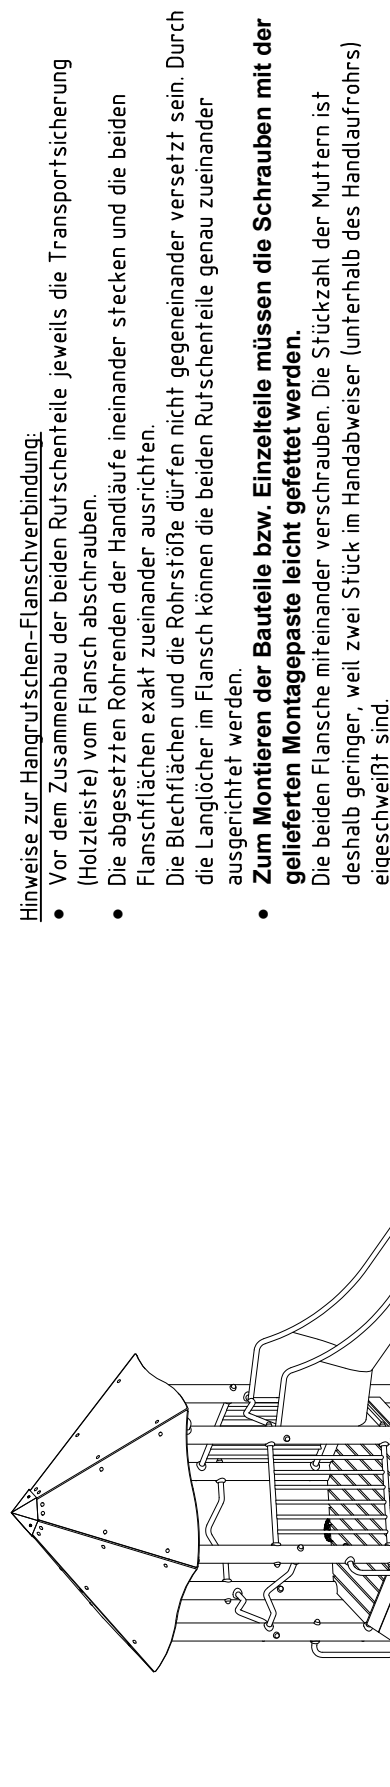 Hinweise zur Hangrutschen-Flanschverbindung:
● Vor dem Zusammenbau der beiden Rutschenteile jeweils die Transportsicherung
(Holzleiste) vom Flansch abschrauben.
● Die abgesetzten Rohrenden der Handläufe ineinander stecken und die beiden
Flanschflächen exakt zueinander ausrichten.
Die Blechflächen und die Rohrstöße dürfen nicht gegeneinander versetzt sein. Durch
die Langlöcher im Flansch können die beiden Rutschenteile genau zueinander
ausgerichtet werden.
● Zum Montieren der Bauteile bzw. Einzelteile müssen die Schrauben mit der
gelieferten Montagepaste leicht gefettet werden.
Die beiden Flansche miteinander verschrauben. Die Stückzahl der Muttern ist
deshalb geringer, weil zwei Stück im Handabweiser (unterhalb des Handlaufrohrs)
eigeschweißt sind.